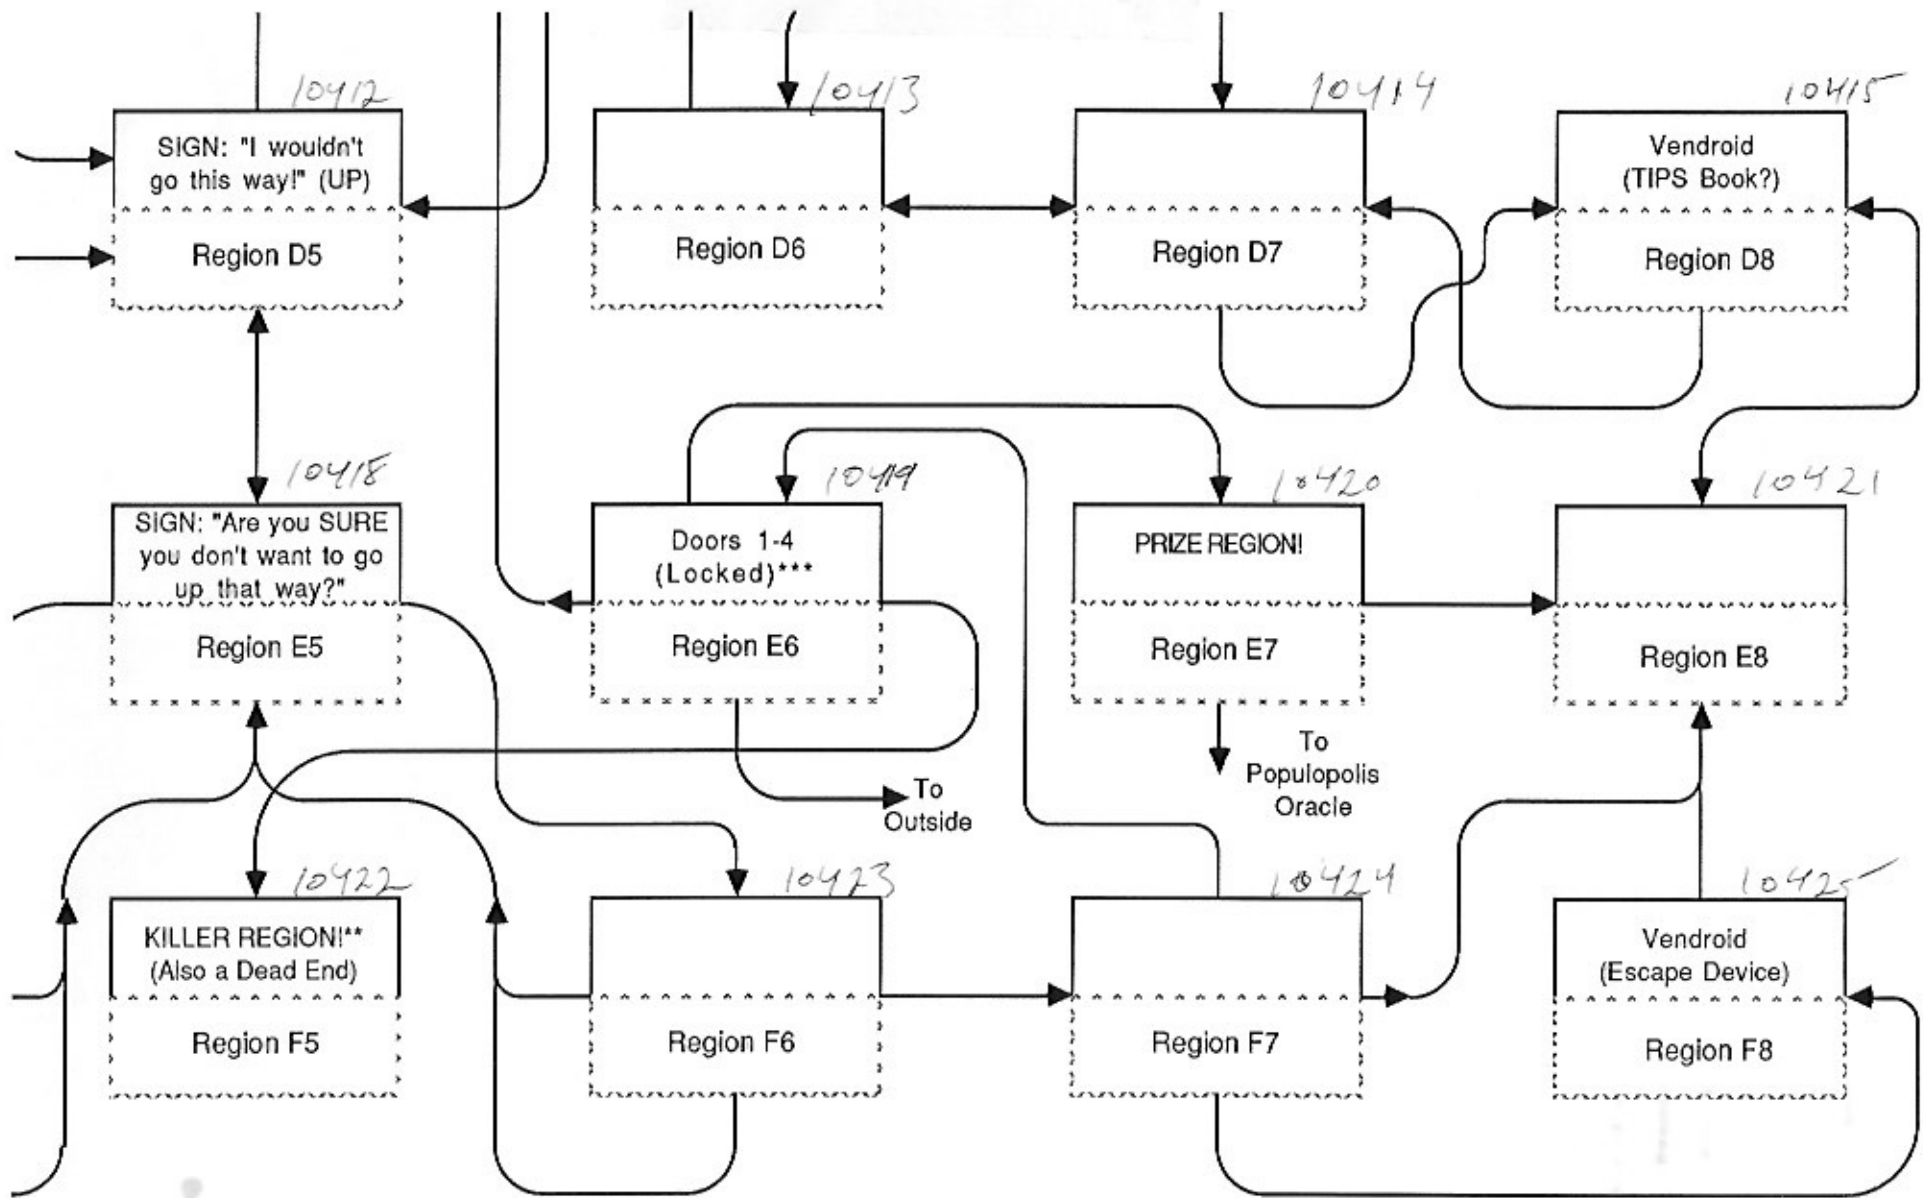 10412
10413
10414
10415
SIGN: "I wouldn't
go this way!" (UP)
Region D5
Region D6
Region D7
Vendroid
(TIPS Book?)
Region D8
10418
10419
10420
10421
SIGN: "Are you SURE
you don't want to go
up that way?"
Region E5
Doors 1-4
(Locked)***
Region E6
PRIZE REGION!
Region E7
Region E8
To
Outside
To
Populopolis
Oracle
10422
10423
10424
10425
KILLER REGION!**
(Also a Dead End)
Region F5
Region F6
Region F7
Vendroid
(Escape Device)
Region F8